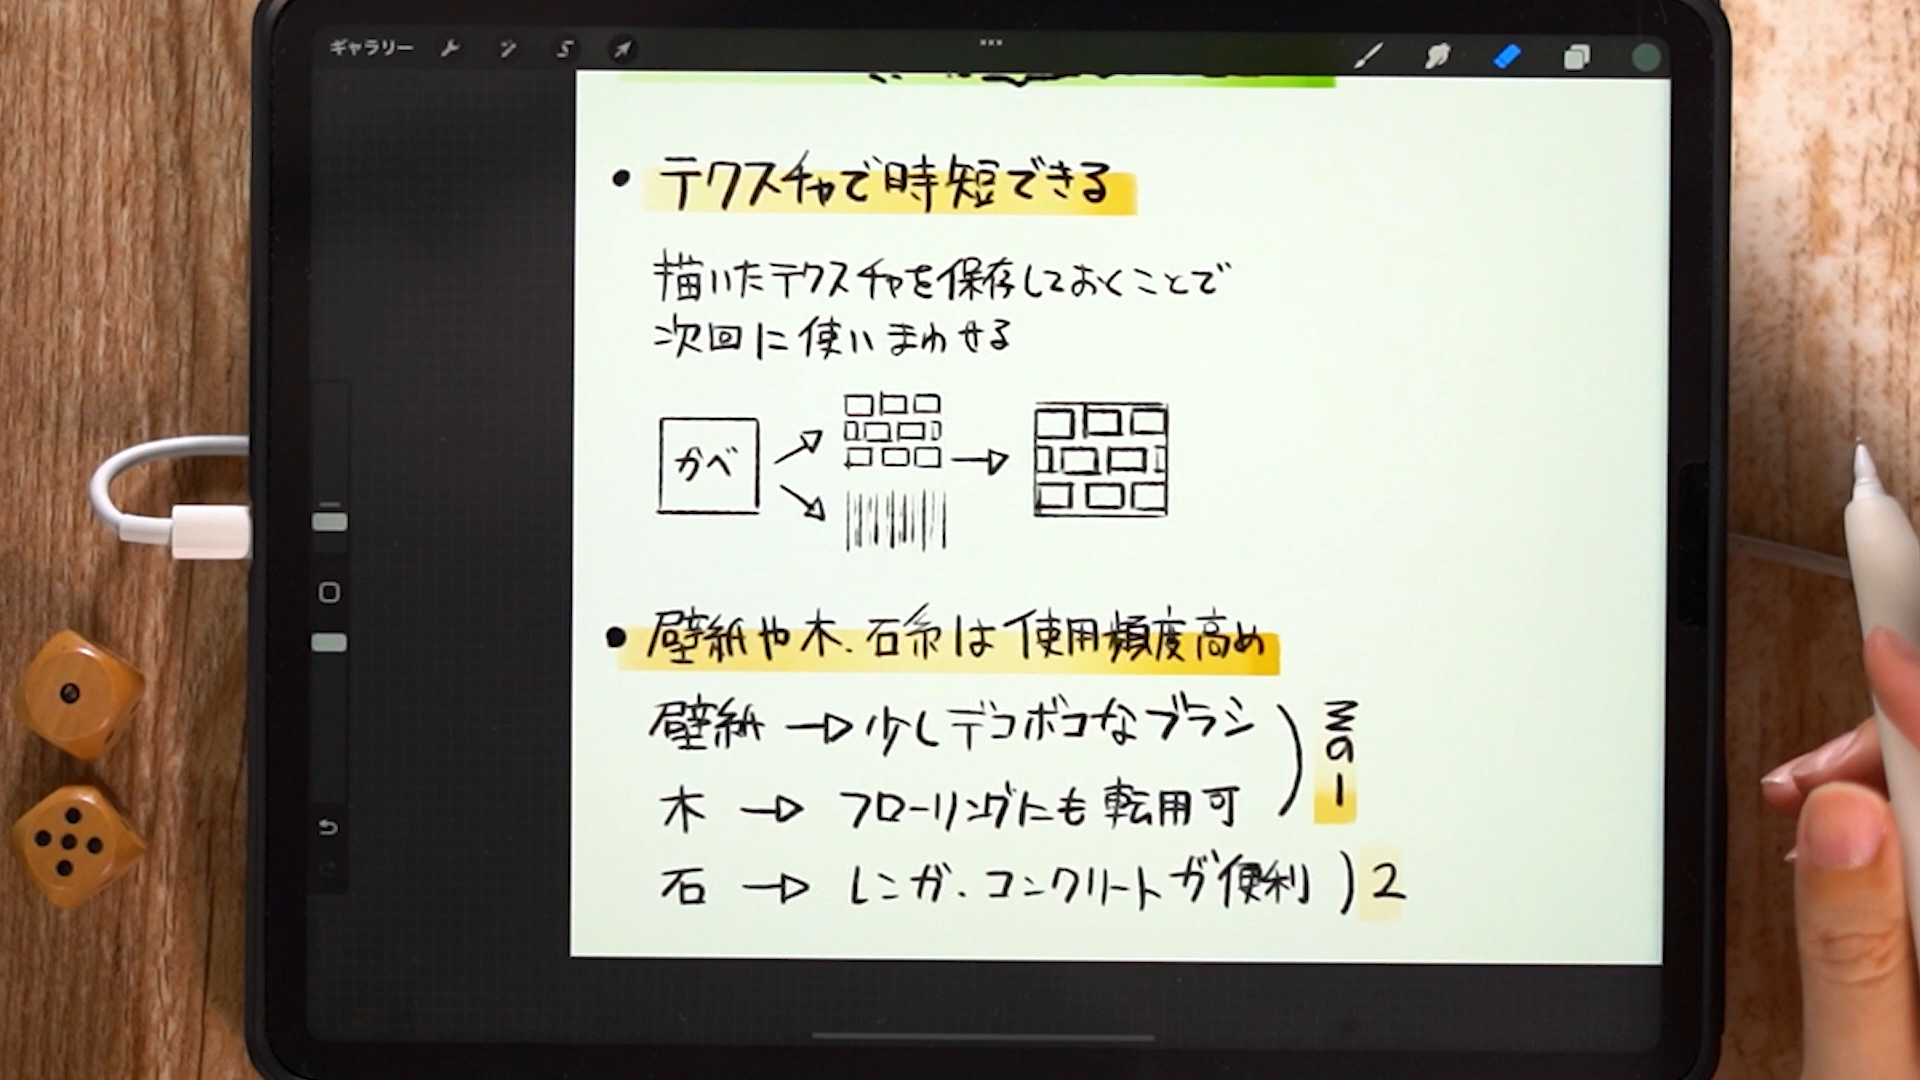 ギャラリー
・テクスチャで時短できる
描いたテクスチャを保存しておくことで
次回に使いまわせる
かべ
・壁紙や木、石系は使用頻度高め
壁紙→少しデコボコなブラシ
木→フローリングにも転用可
No1
石→レンガ、コンクリートが便利)2